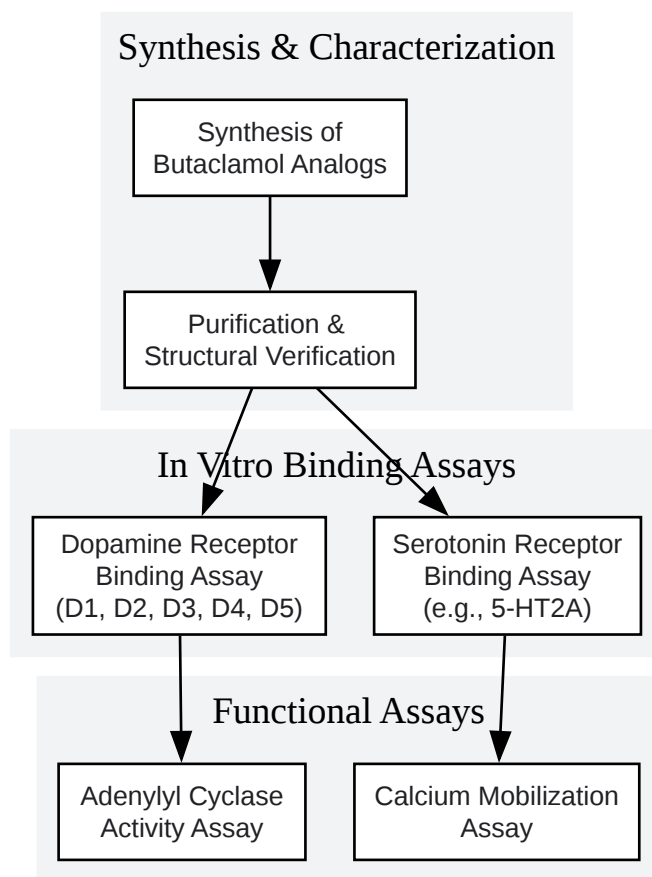 Synthesis & Characterization
Synthesis of
Butaclamol Analogs
Purification &
Structural Verification
In Vitro Binding Assays
Dopamine Receptor
Binding Assay
(D1, D2, D3, D4, D5)
Serotonin Receptor
Binding Assay
(e.g., 5-HT2A)
Functional Assays
Adenylyl Cyclase
Activity Assay
Calcium Mobilization
Assay